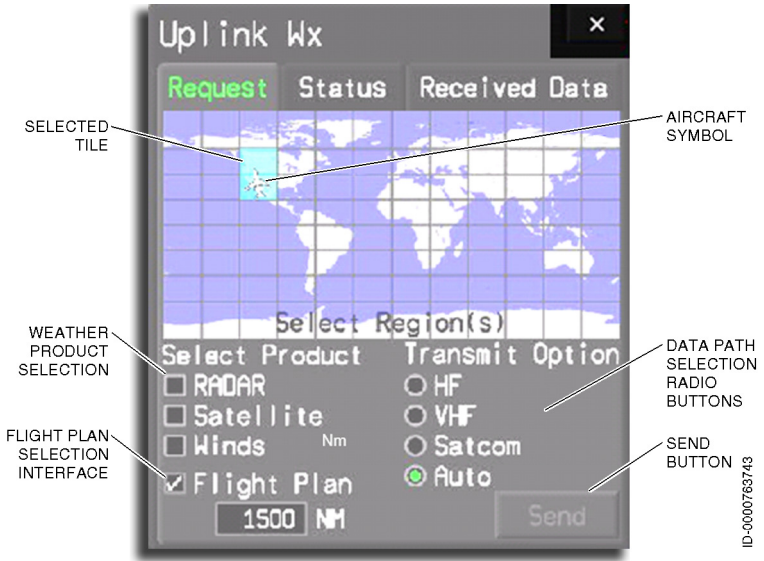 Uplink Wx
×
Request Status Received Data
SELECTED
TILE
AIRCRAFT
SYMBOL
Select Region(s)
WEATHER
PRODUCT
SELECTION
Select Product
RADAR
Satellite
Winds Nm
FLIGHT PLAN
SELECTION
INTERFACE
Flight Plan
1500 NM
Transmit Option
HF
VHF
Satcom
Auto
Send
DATA PATH
SELECTION
RADIO
BUTTONS
SEND
BUTTON
ID-0000763743